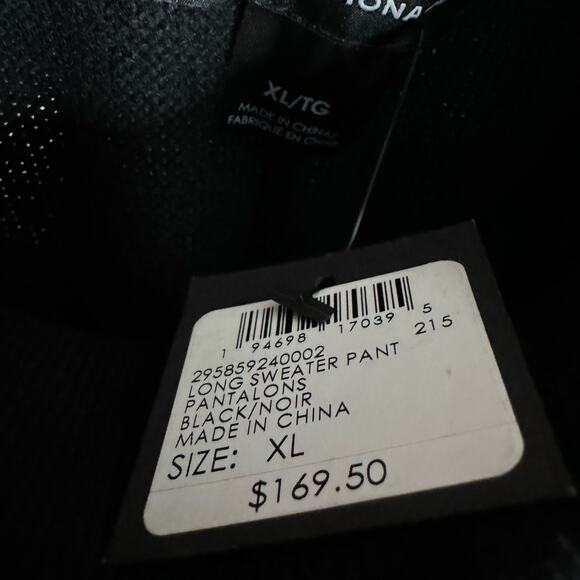 XL/TG
MADE IN CHINA/
FABRIQUÉ EN CHINE
1 94698 17039 5
295859240002 215
LONG SWEATER PANT
PANTALONS
BLACK/NOIR
MADE IN CHINA
SIZE: XL
$169.50